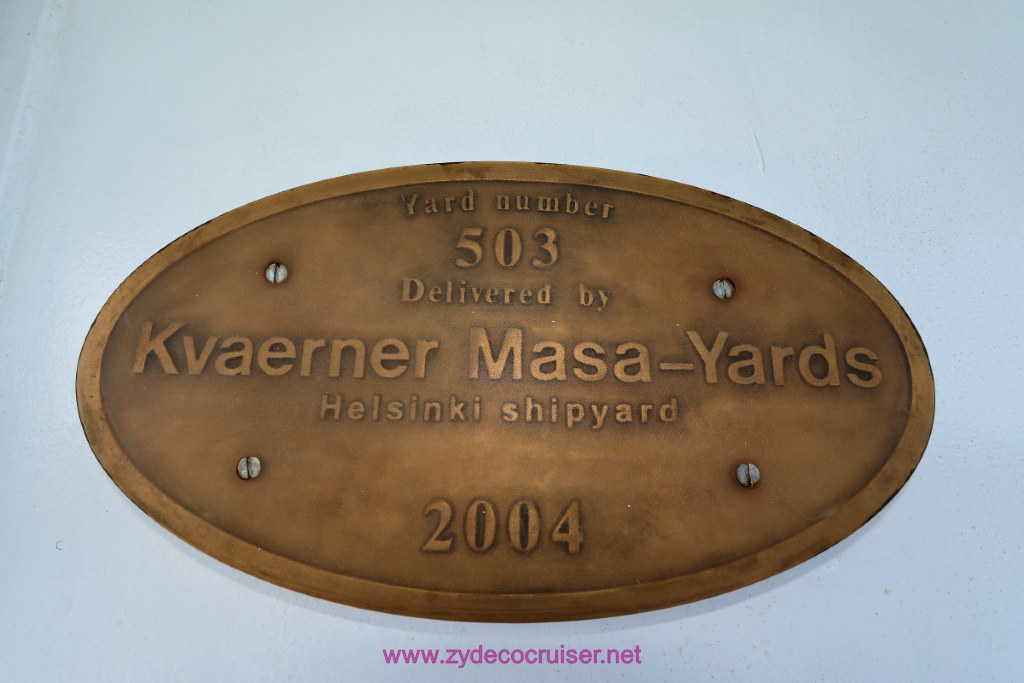 Yard number
503
Delivered by
Kvaerner Masa-Yards
Helsinki shipyard
2004
www.zydecocruiser.net